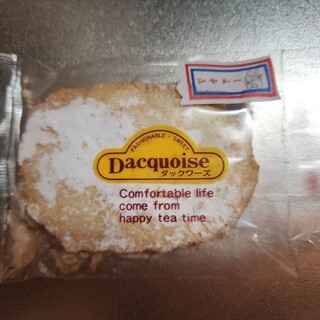 FASHIONABLE · SWEET
Dacquoise
ダックワーズ
Comfortable life
come from
happy tea time